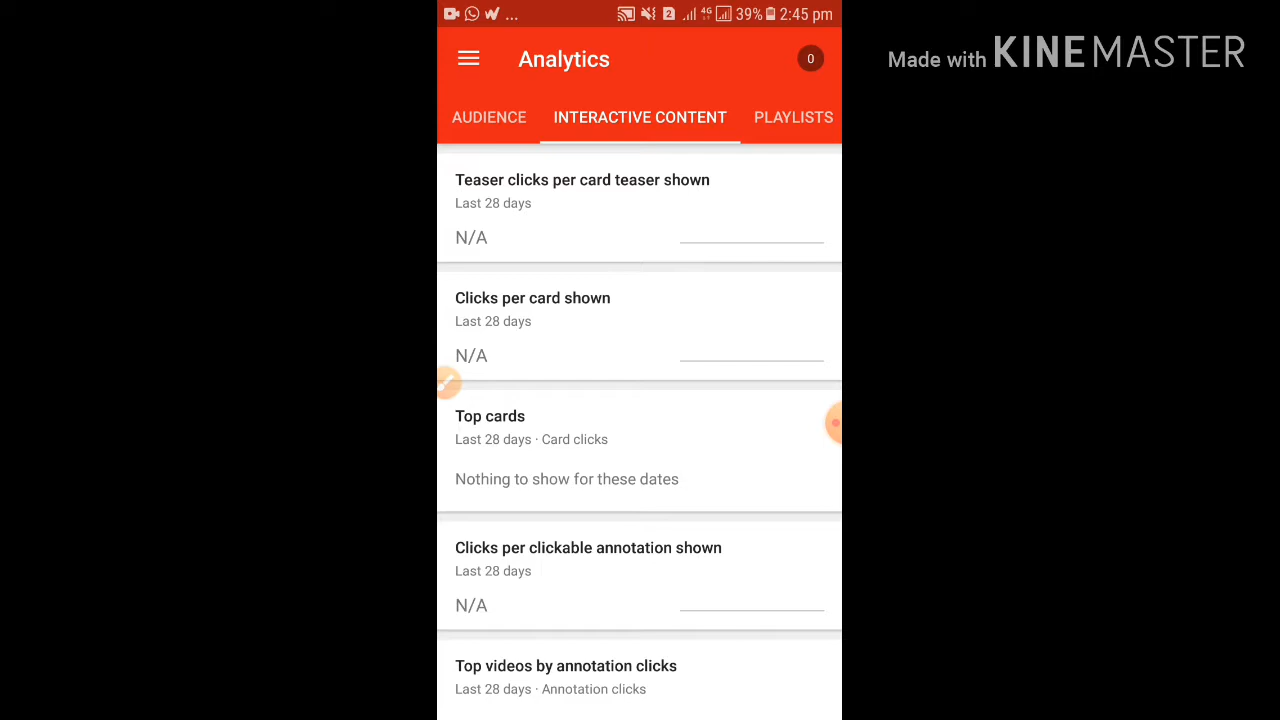 ... 2 4G 39% 2:45 pm
Made with KINEMASTER
Analytics
0
AUDIENCE INTERACTIVE CONTENT PLAYLISTS
Teaser clicks per card teaser shown
Last 28 days
N/A
Clicks per card shown
Last 28 days
N/A
Top cards
Last 28 days · Card clicks
Nothing to show for these dates
Clicks per clickable annotation shown
Last 28 days
N/A
Top videos by annotation clicks
Last 28 days · Annotation clicks